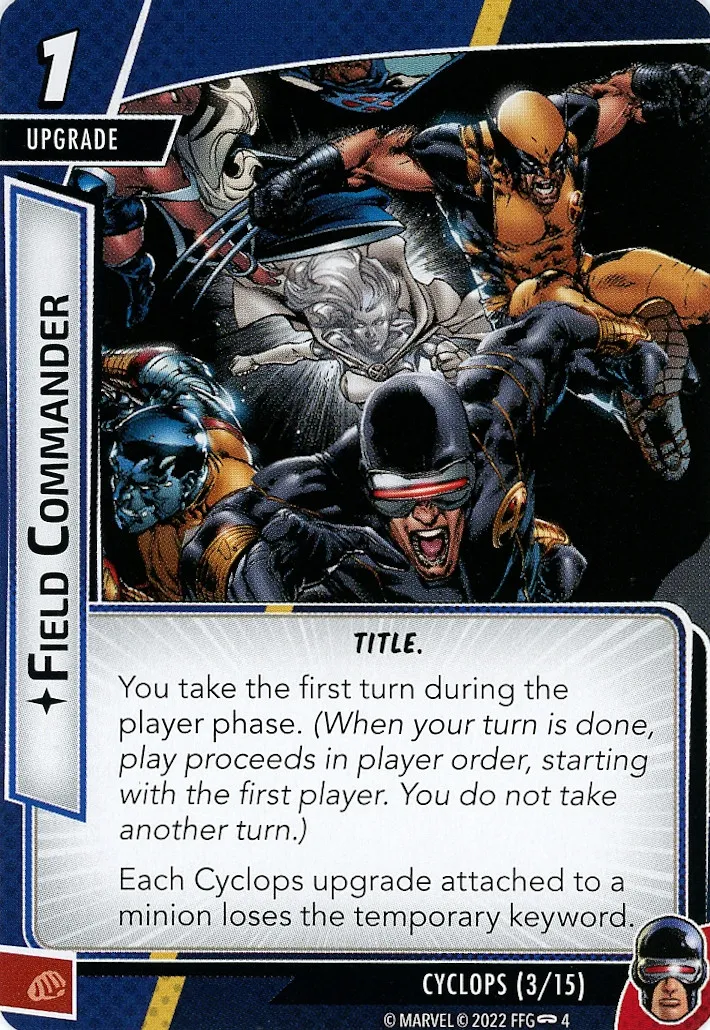 1
UPGRADE
Field Commander
TITLE.
You take the first turn during the
player phase. (When your turn is done,
play proceeds in player order, starting
with the first player. You do not take
another turn.)
Each Cyclops upgrade attached to a
minion loses the temporary keyword.
CYCLOPS (3/15)
© MARVEL © 2022 FFG 4